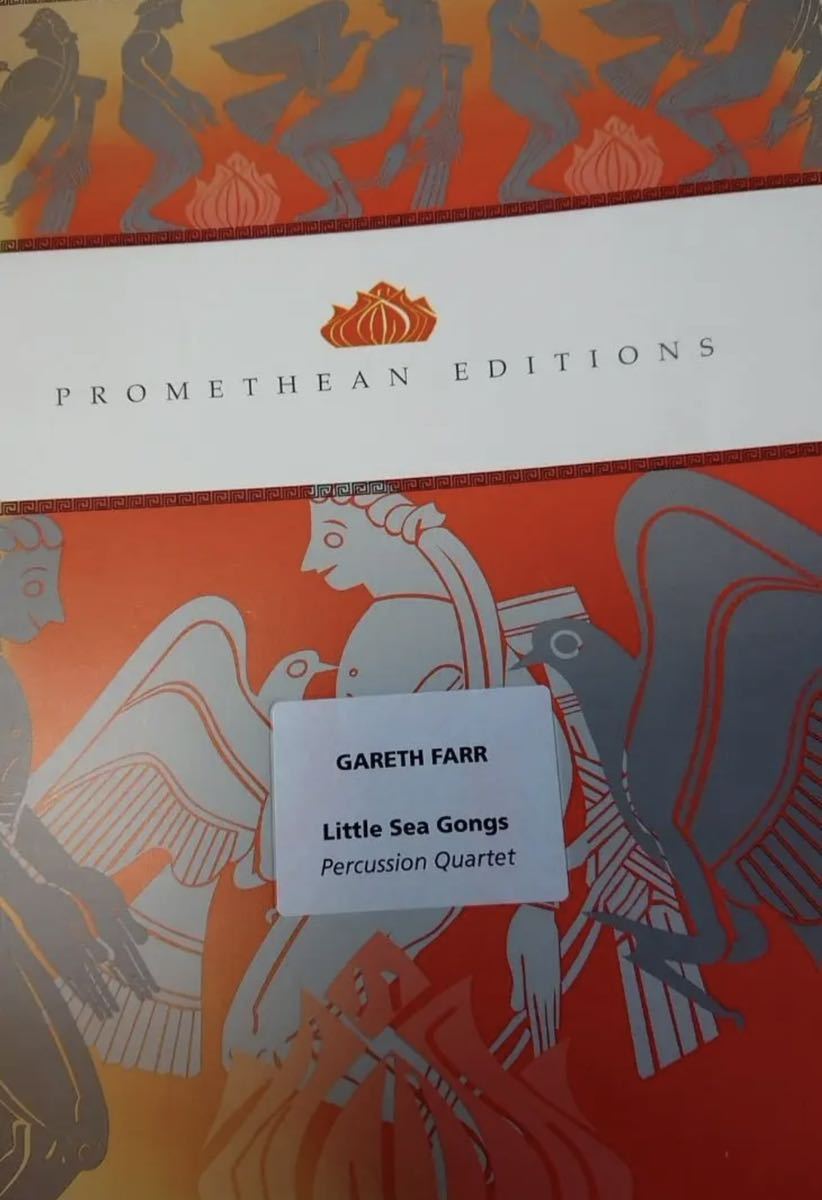 PROMETHEAN EDITIONS
GARETH FARR
Little Sea Gongs
Percussion Quartet